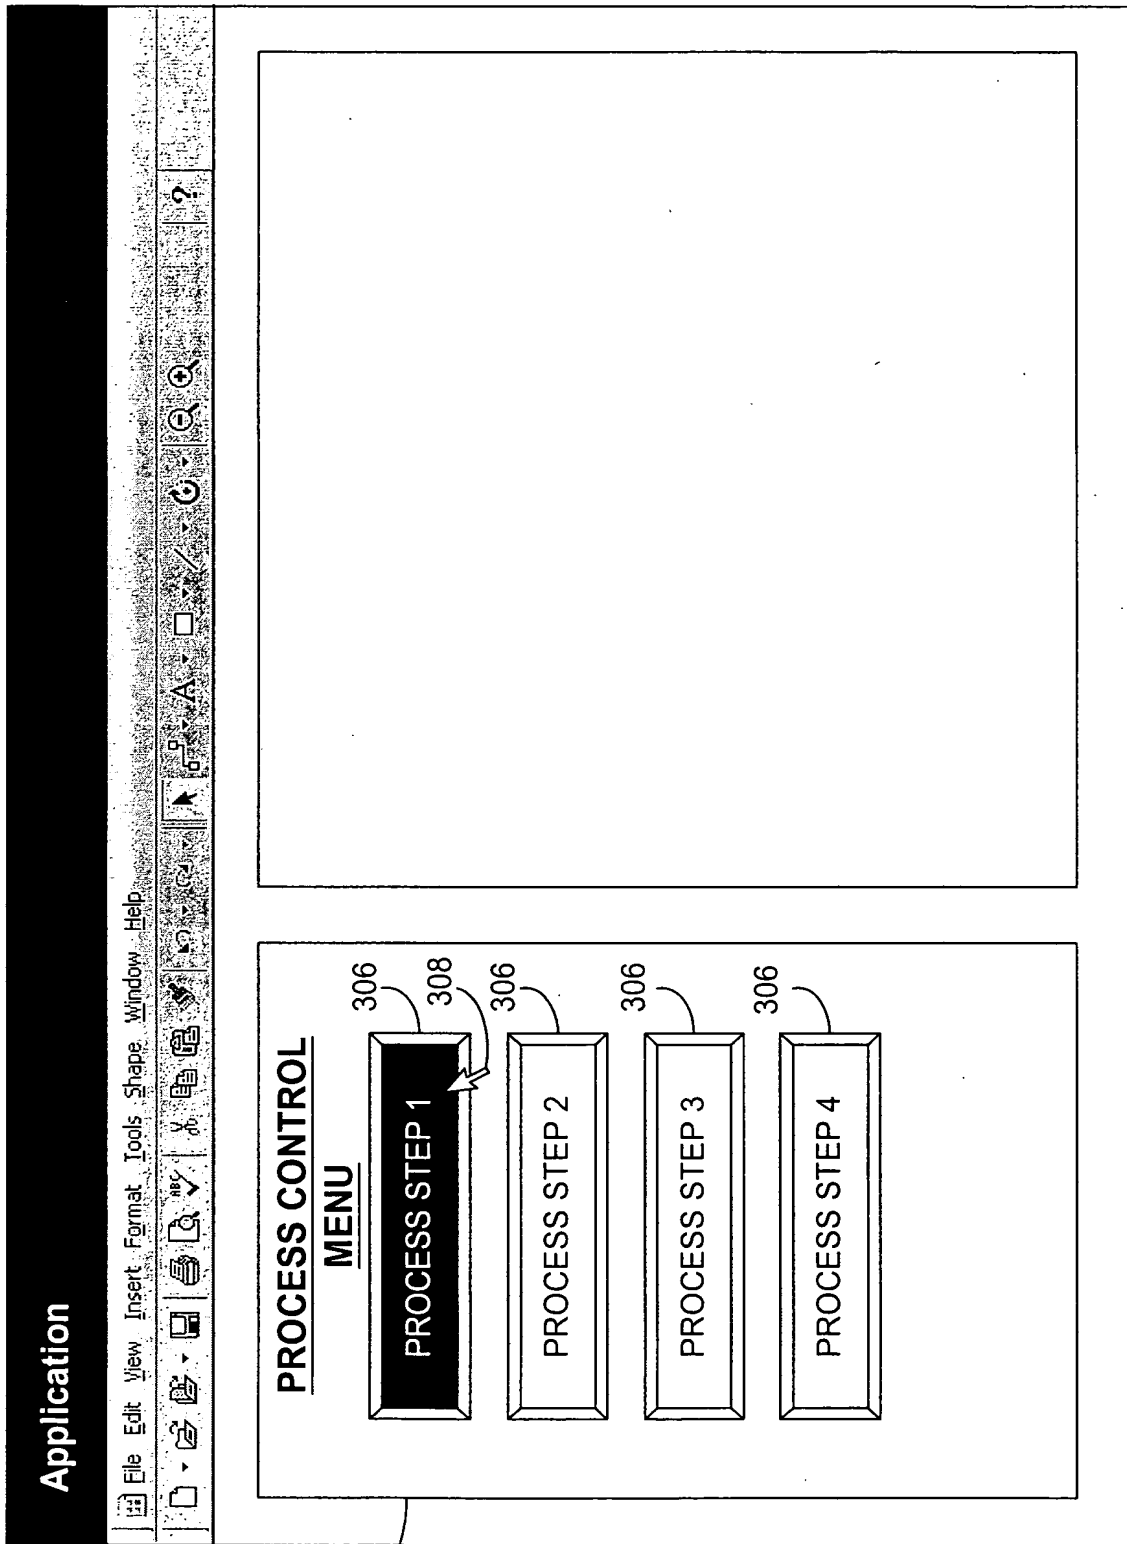 Application
File Edit View Insert Format Tools Shape Window Help
ABC A ?
PROCESS CONTROL
MENU
306
PROCESS STEP 1
308
306
PROCESS STEP 2
306
PROCESS STEP 3
306
PROCESS STEP 4